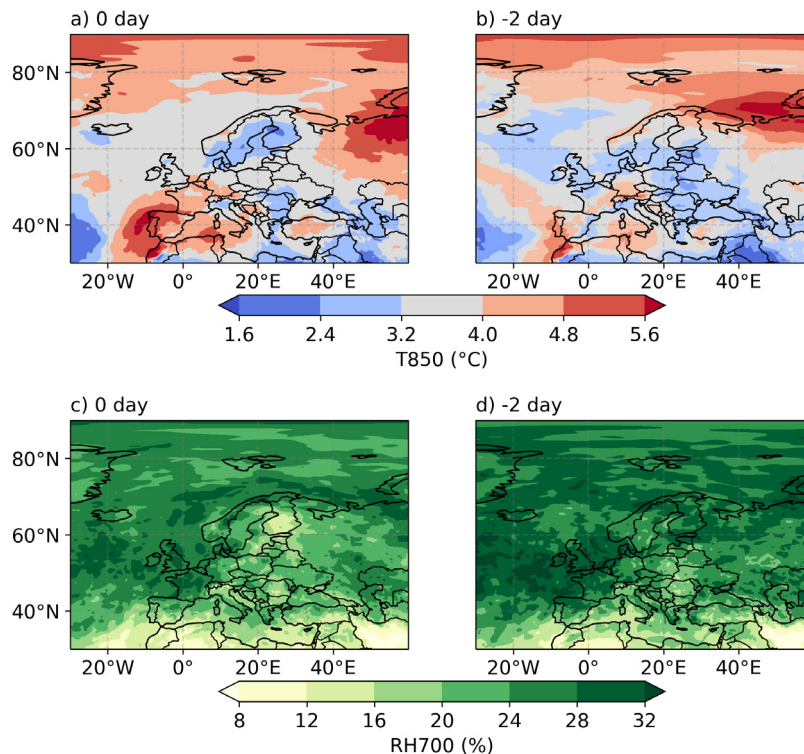 a) 0 day
b) -2 day
80°N
60°N
40°N
20°W 0° 20°E 40°E
20°W 0° 20°E 40°E
1.6 2.4 3.2 4.0 4.8 5.6
T850 (°C)
c) 0 day
d) -2 day
80°N
60°N
40°N
20°W 0° 20°E 40°E
20°W 0° 20°E 40°E
8 12 16 20 24 28 32
RH700 (%)